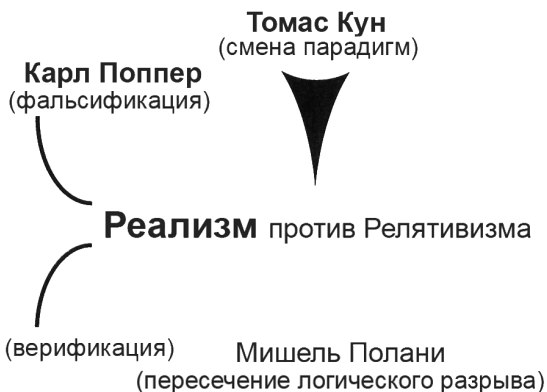 Томас Кун
(смена парадигм)
Карл Поппер
(фальсификация)
Реализм против Релятивизма
(верификация)
Мишель Полани
(пересечение логического разрыва)